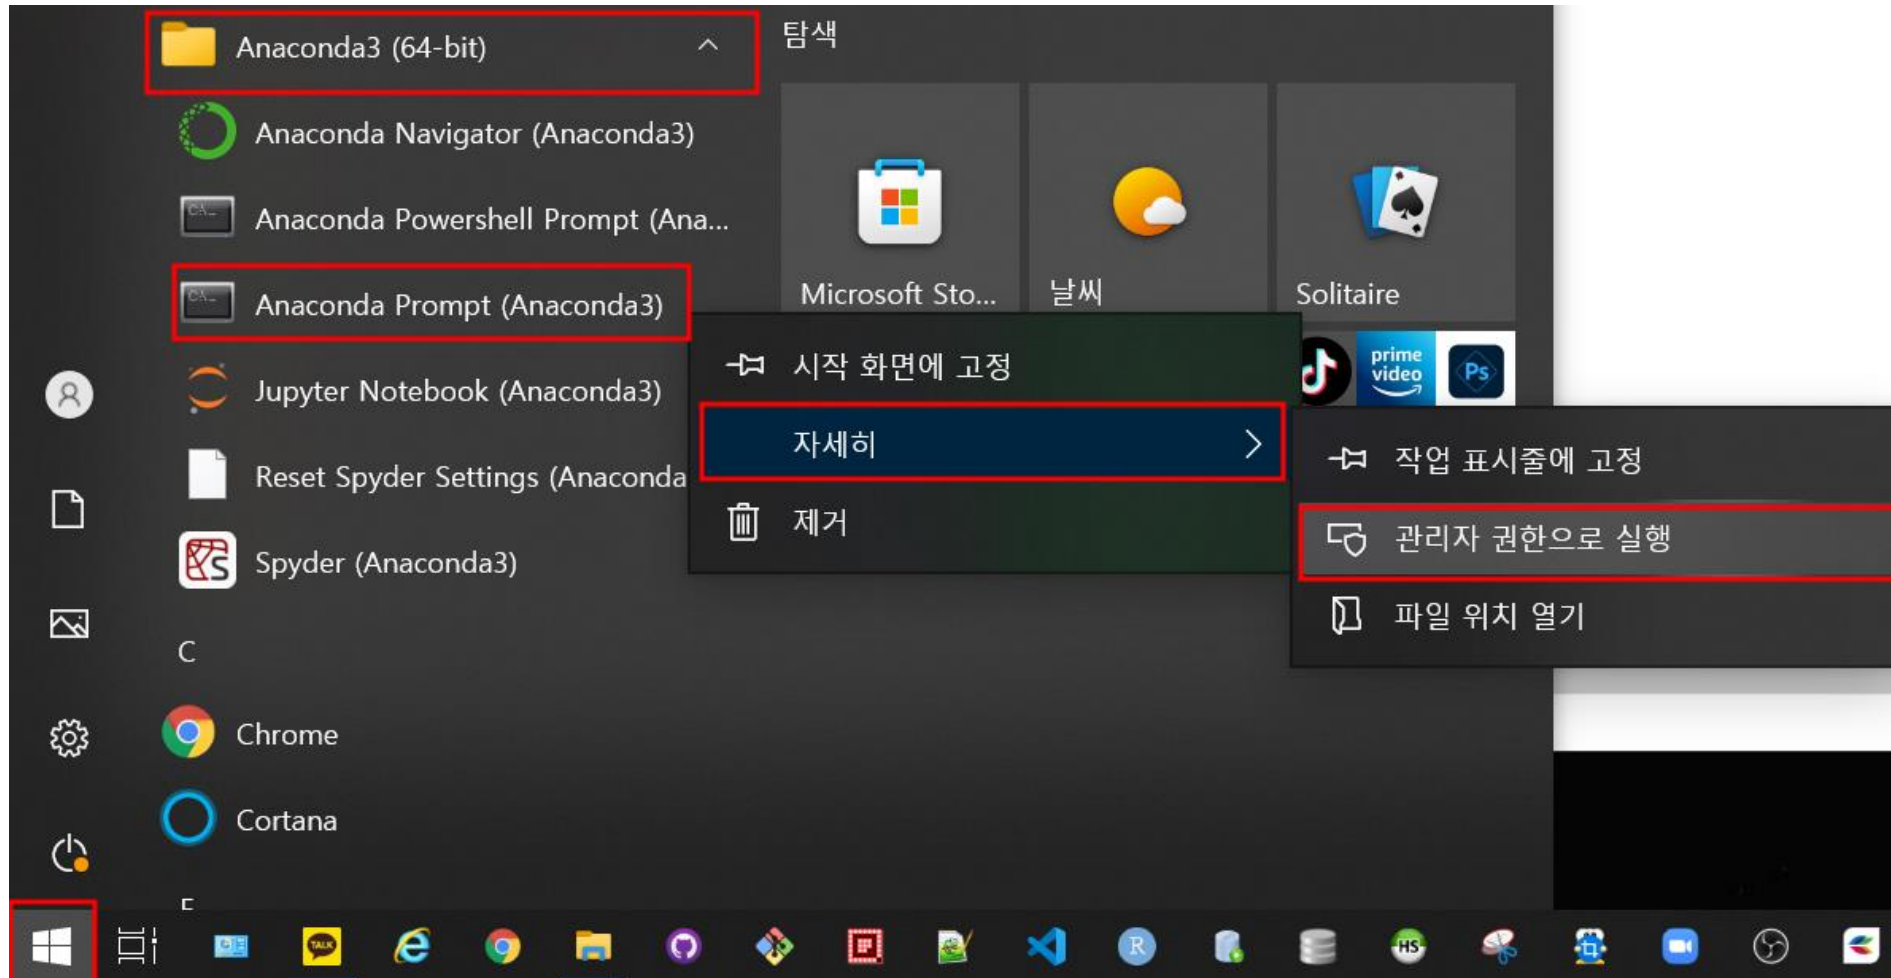 Anaconda3 (64-bit)
탐색
Anaconda Navigator (Anaconda3)
Anaconda Powershell Prompt (Ana...
Anaconda Prompt (Anaconda3)
Microsoft Sto...
날씨
Solitaire
Jupyter Notebook (Anaconda3)
Reset Spyder Settings (Anaconda
Spyder (Anaconda3)
C
Chrome
Cortana
시작 화면에 고정
자세히
제거
prime
video
Ps
작업 표시줄에 고정
관리자 권한으로 실행
파일 위치 열기
TALK
R
HS